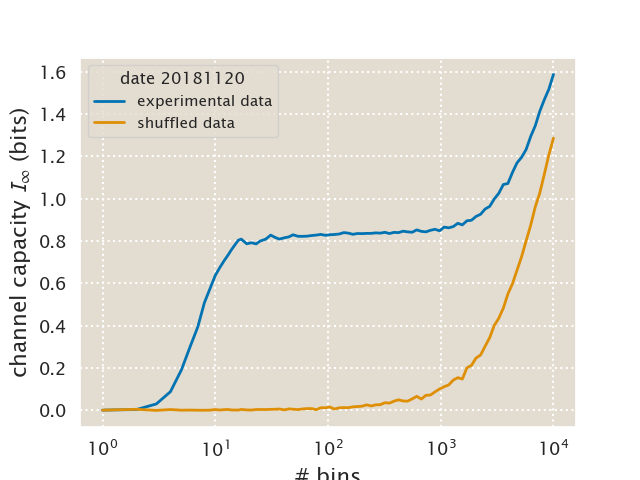 date 20181120
experimental data
shuffled data
channel capacity I∞ (bits)
1.6
1.4
1.2
1.0
0.8
0.6
0.4
0.2
0.0
10⁰ 10¹ 10² 10³ 10⁴
# bins